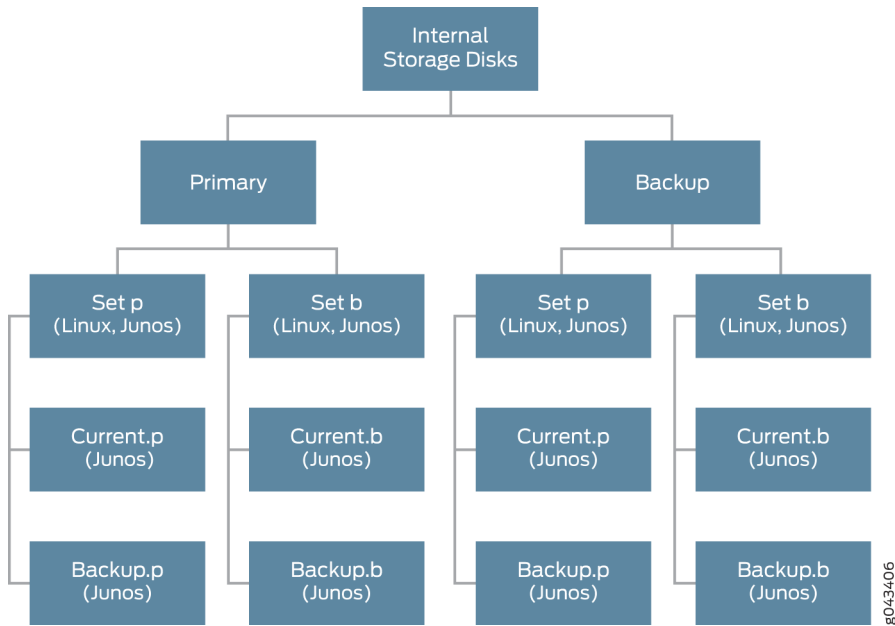 Internal
Storage Disks
Primary
Backup
Set p
(Linux, Junos)
Set b
(Linux, Junos)
Set p
(Linux, Junos)
Set b
(Linux, Junos)
Current.p
(Junos)
Current.b
(Junos)
Current.p
(Junos)
Current.b
(Junos)
Backup.p
(Junos)
Backup.b
(Junos)
Backup.p
(Junos)
Backup.b
(Junos)
g043406